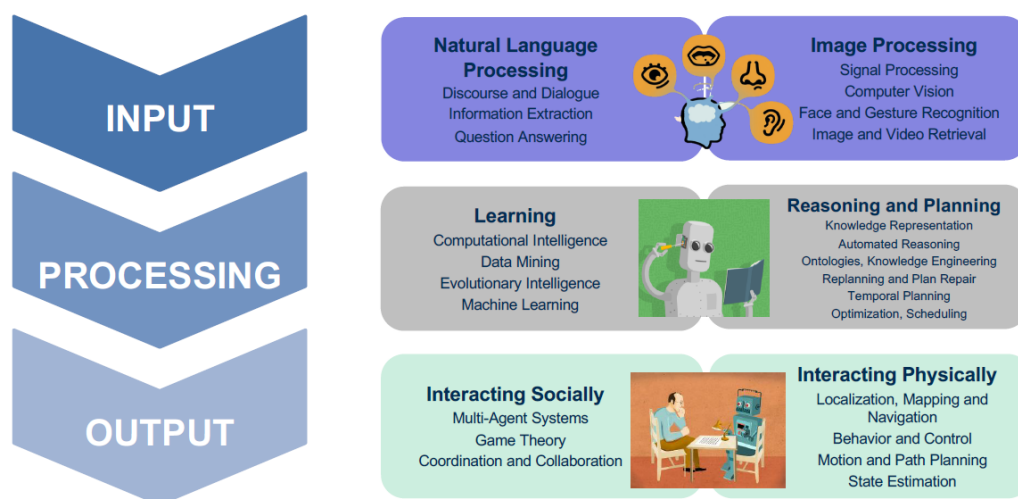 INPUT
Natural Language
Processing
Discourse and Dialogue
Information Extraction
Question Answering
Image Processing
Signal Processing
Computer Vision
Face and Gesture Recognition
Image and Video Retrieval
PROCESSING
Learning
Computational Intelligence
Data Mining
Evolutionary Intelligence
Machine Learning
Reasoning and Planning
Knowledge Representation
Automated Reasoning
Ontologies, Knowledge Engineering
Replanning and Plan Repair
Temporal Planning
Optimization, Scheduling
OUTPUT
Interacting Socially
Multi-Agent Systems
Game Theory
Coordination and Collaboration
Interacting Physically
Localization, Mapping and
Navigation
Behavior and Control
Motion and Path Planning
State Estimation